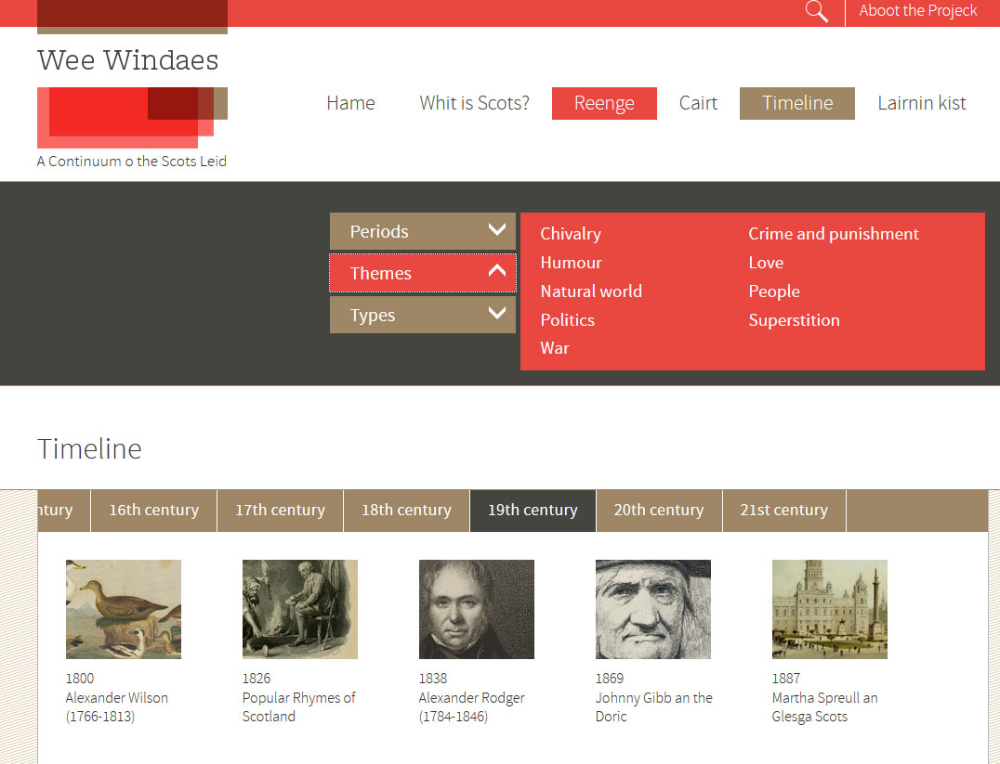 Aboot the Projeck
Wee Windaes
A Continuum o the Scots Leid
Hame Whit is Scots? Reenge Cairt Timeline Lairnin kist
Periods
Themes
Types
Chivalry Crime and punishment
Humour Love
Natural world People
Politics Superstition
War
Timeline
ntury 16th century 17th century 18th century 19th century 20th century 21st century
1800
Alexander Wilson
(1766-1813)
1826
Popular Rhymes of
Scotland
1838
Alexander Rodger
(1784-1846)
1869
Johnny Gibb an the
Doric
1887
Martha Spreull an
Glesga Scots